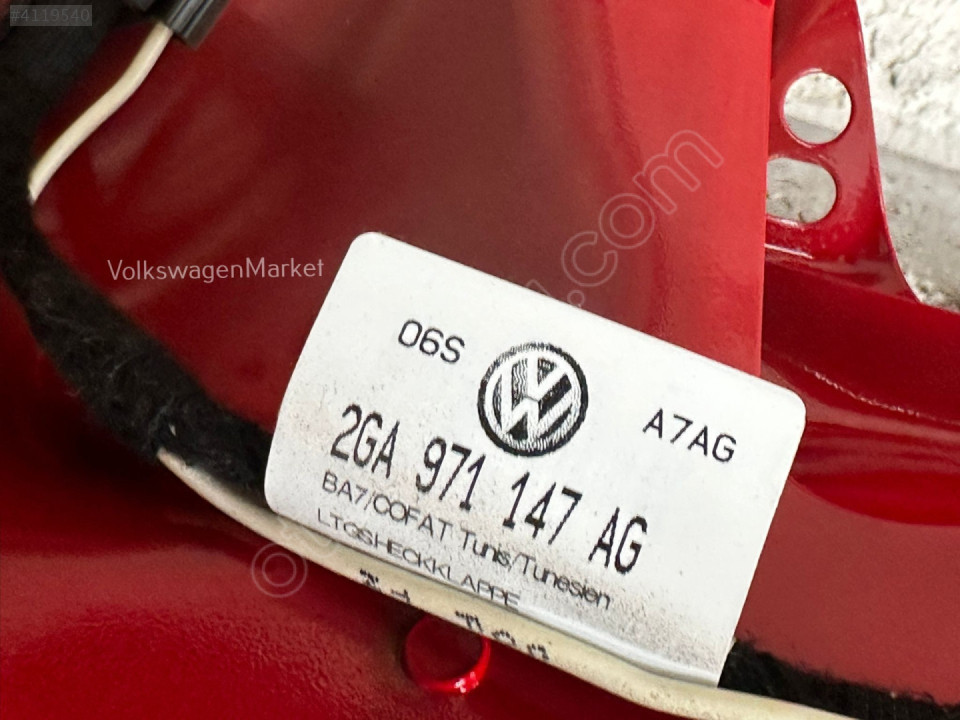 #4119540
VolkswagenMarket
06S
A7AG
2GA 971 147 AG
BA7/COFAT Tunis/Tunesien
LTGSHECKKLAPPE